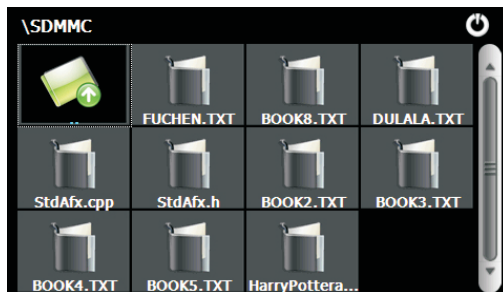 \SDMMC
..
FUCHEN.TXT
BOOK8.TXT
DULALA.TXT
StdAfx.cpp
StdAfx.h
BOOK2.TXT
BOOK3.TXT
BOOK4.TXT
BOOK5.TXT
HarryPottera...